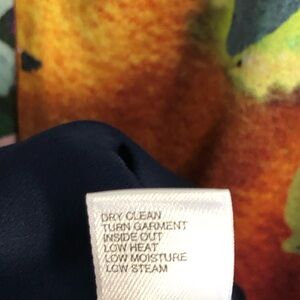 DRY CLEAN
TURN GARMENT
INSIDE OUT
LOW HEAT
LOW MOISTURE
LOW STEAM